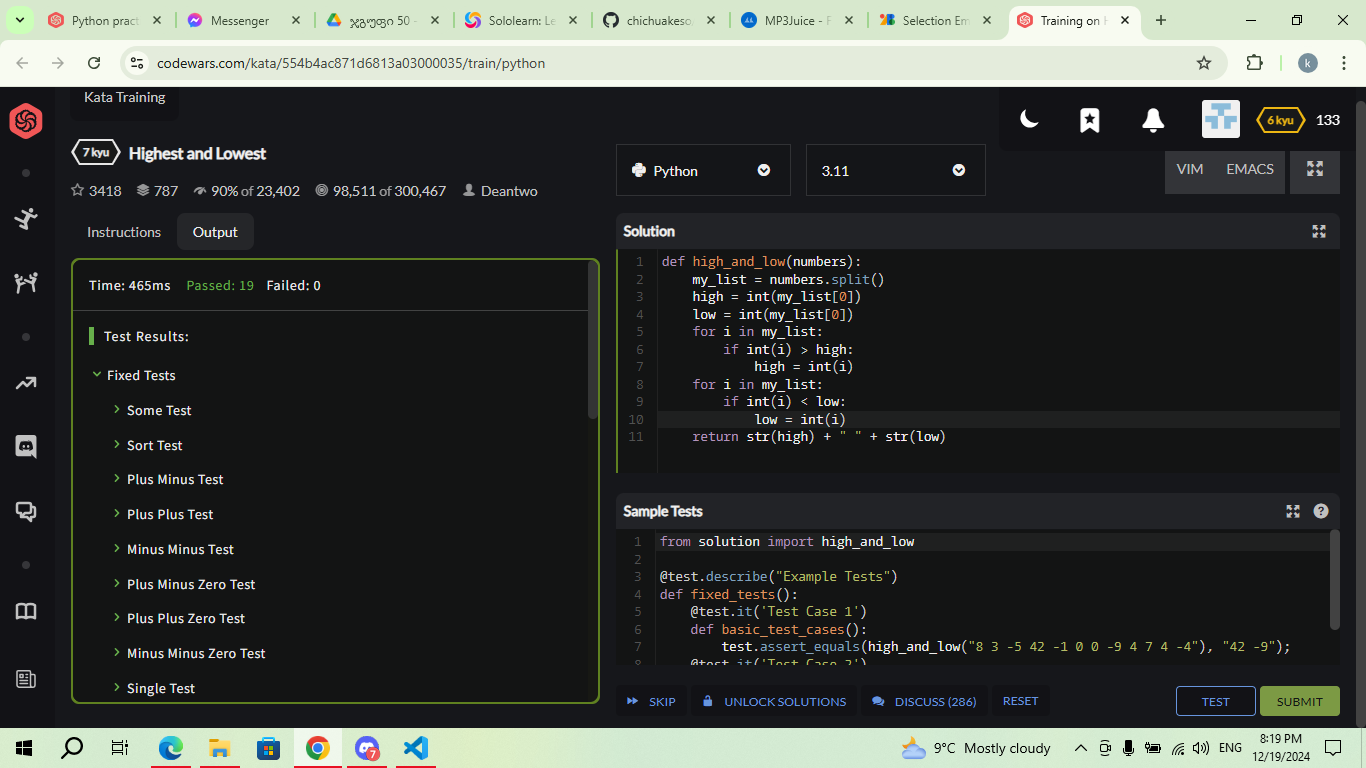 Python pract
Messenger
ჯგუფი 50 -
Sololearn: Le
chichuakeso
MP3Juice - F
Selection Em
Training on
codewars.com/kata/554b4ac871d6813a03000035/train/python
k
Kata Training
6 kyu
133
7 kyu
Highest and Lowest
3418
787
90% of 23,402
98,511 of 300,467
Deantwo
Python
3.11
VIM
EMACS
Instructions
Output
Time: 465ms Passed: 19 Failed: 0
Test Results:
Fixed Tests
Some Test
Sort Test
Plus Minus Test
Plus Plus Test
Minus Minus Test
Plus Minus Zero Test
Plus Plus Zero Test
Minus Minus Zero Test
Single Test
Solution
1 def high_and_low(numbers):
2 my_list = numbers.split()
3 high = int(my_list[0])
4 low = int(my_list[0])
5 for i in my_list:
6 if int(i) > high:
7 high = int(i)
8 for i in my_list:
9 if int(i) < low:
10 low = int(i)
11 return str(high) + " " + str(low)
Sample Tests
?
1 from solution import high_and_low
2
3 @test.describe("Example Tests")
4 def fixed_tests():
5 @test.it('Test Case 1')
6 def basic_test_cases():
7 test.assert_equals(high_and_low("8 3 -5 42 -1 0 0 -9 4 7 4 -4"), "42 -9");
8 @test.it('Test Case 2')
SKIP
UNLOCK SOLUTIONS
DISCUSS (286)
RESET
TEST
SUBMIT
7
9°C Mostly cloudy
ENG
8:19 PM
12/19/2024